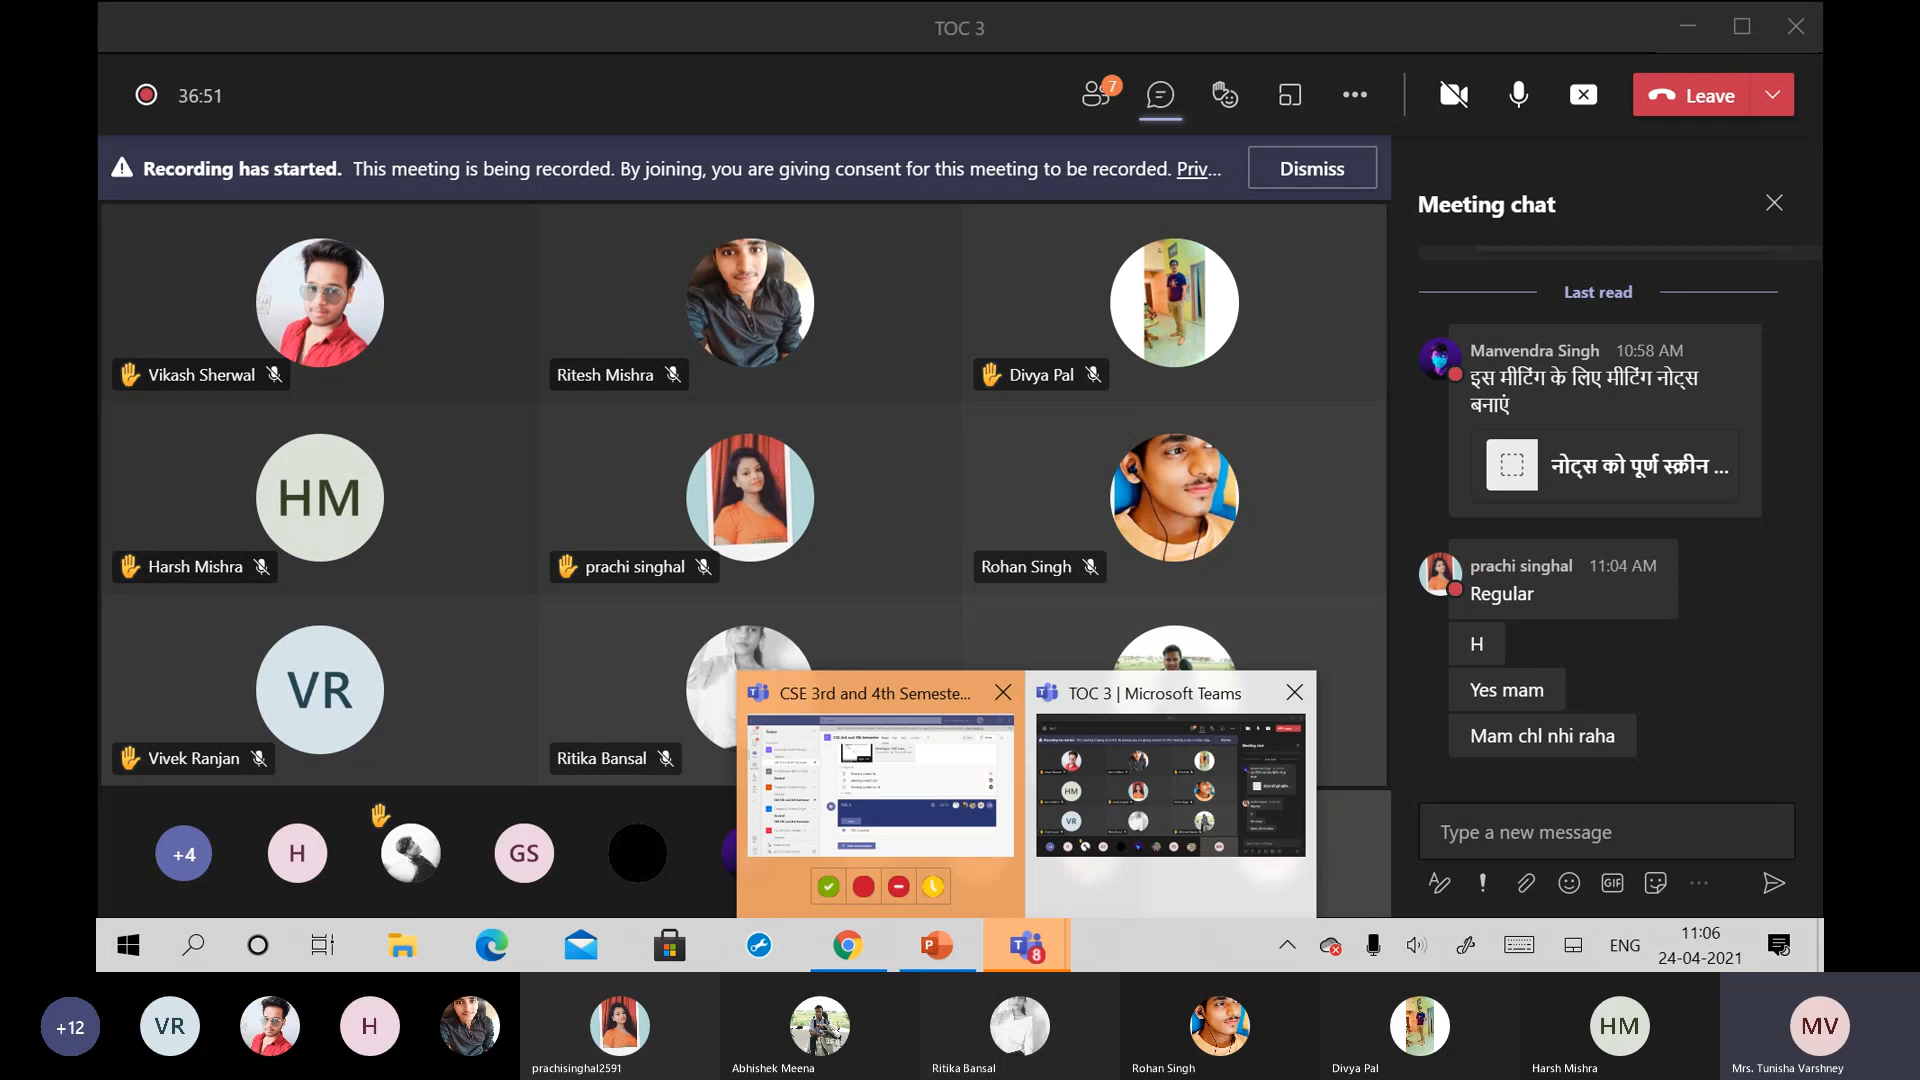 TOC 3
36:51
7
Leave
Recording has started. This meeting is being recorded. By joining, you are giving consent for this meeting to be recorded. Priv...
Dismiss
Vikash Sherwal
Ritesh Mishra
Divya Pal
HM
Harsh Mishra
prachi singhal
Rohan Singh
VR
Vivek Ranjan
Ritika Bansal
+4
H
GS
Meeting chat
Last read
Manvendra Singh 10:58 AM
इस मीटिंग के लिए मीटिंग नोट्स
बनाएं
नोट्स को पूर्ण स्क्रीन ...
prachi singhal 11:04 AM
Regular
H
Yes mam
Mam chl nhi raha
Type a new message
GIF
CSE 3rd and 4th Semeste...
TOC 3 | Microsoft Teams
8
ENG
11:06
24-04-2021
+12
VR
H
prachisinghal2591
Abhishek Meena
Ritika Bansal
Rohan Singh
Divya Pal
HM
Harsh Mishra
MV
Mrs. Tunisha Varshney